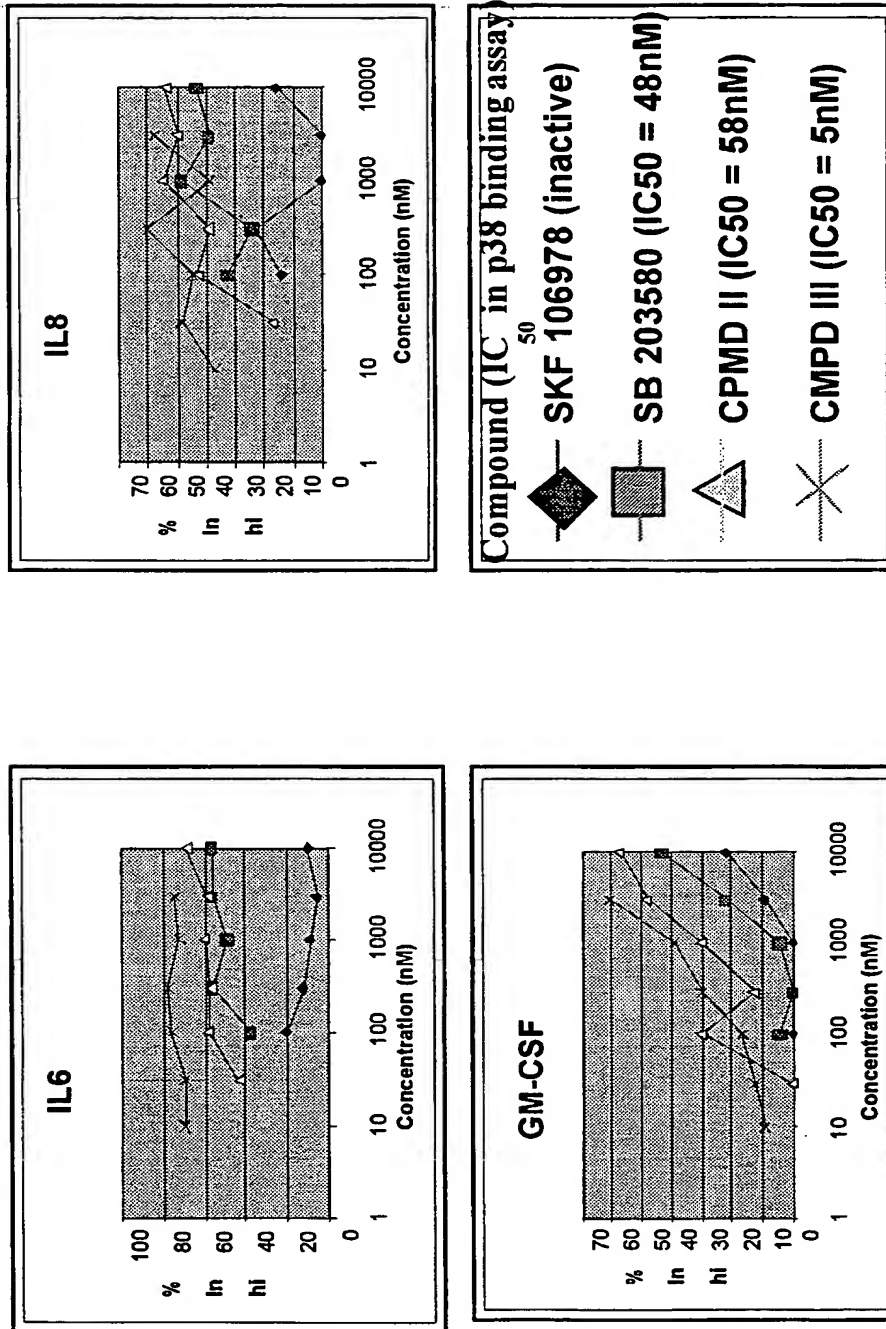 IL6
100
80
60
40
20
0
% In hi
1 10 100 1000 10000
Concentration (nM)
IL8
70
60
50
40
30
20
10
0
% In hi
1 10 100 1000 10000
Concentration (nM)
GM-CSF
70
60
50
40
30
20
10
0
% In hi
1 10 100 1000 10000
Concentration (nM)
Compound (IC50 in p38 binding assay)
SKF 106978 (inactive)
SB 203580 (IC50 = 48nM)
CPMD II (IC50 = 58nM)
CMPD III (IC50 = 5nM)